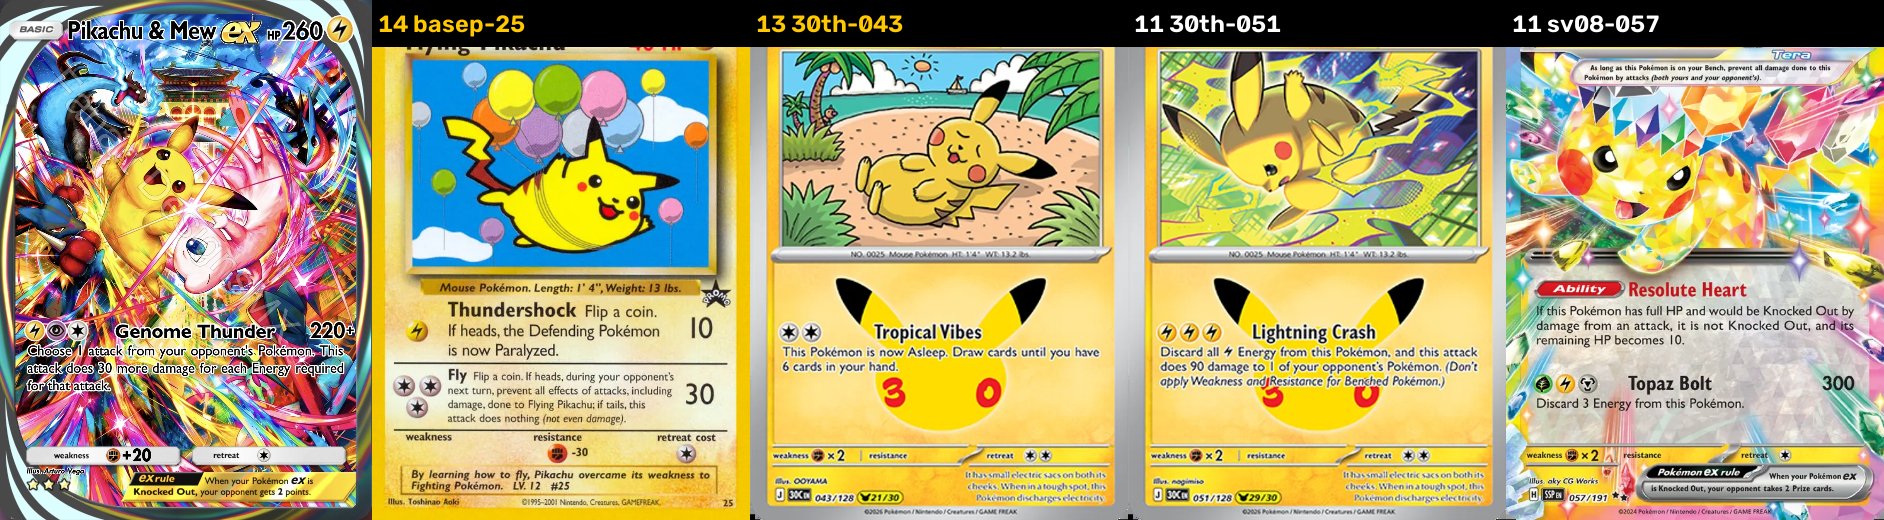 BASIC Pikachu & Mew ex HP 260
Genome Thunder 220+
Choose 1 attack from your opponent's Pokémon. This
attack does 30 more damage for each Energy required
for that attack.
weakness +20 retreat
Illus. Arturo Vega
ex rule When your Pokémon ex is
Knocked Out, your opponent gets 2 points.
14 basep-25
Mouse Pokémon. Length: 1' 4", Weight: 13 lbs.
PROMO
Thundershock Flip a coin.
If heads, the Defending Pokémon
is now Paralyzed.
10
Fly Flip a coin. If heads, during your opponent's
next turn, prevent all effects of attacks, including
damage, done to Flying Pikachu; if tails, this
attack does nothing (not even damage).
30
weakness resistance retreat cost
-30
By learning how to fly, Pikachu overcame its weakness to
Fighting Pokémon. LV. 12 #25
Illus. Toshinao Aoki ©1995-2001 Nintendo, Creatures, GAMEFREAK. 25
13 30th-043
NO. 0025 Mouse Pokémon HT: 1'4" WT: 13.2 lbs.
Tropical Vibes
This Pokémon is now Asleep. Draw cards until you have
6 cards in your hand.
3 0
weakness ×2 resistance retreat
It has small electric sacs on both its
cheeks. When in a tough spot, this
Pokémon discharges electricity.
Illus. OOYAMA
J 30C EN 043/128 21/30
©2026 Pokémon / Nintendo / Creatures / GAME FREAK
11 30th-051
NO. 0025 Mouse Pokémon HT: 1'4" WT: 13.2 lbs.
Lightning Crash
Discard all Energy from this Pokémon, and this attack
does 90 damage to 1 of your opponent's Pokémon. (Don't
apply Weakness and Resistance for Benched Pokémon.)
3 0
weakness ×2 resistance retreat
It has small electric sacs on both its
cheeks. When in a tough spot, this
Pokémon discharges electricity.
Illus. nagimiso
J 30C EN 051/128 29/30
©2026 Pokémon / Nintendo / Creatures / GAME FREAK
11 sv08-057
Tera
As long as this Pokémon is on your Bench, prevent all damage done to this
Pokémon by attacks (both yours and your opponent's).
Ability Resolute Heart
If this Pokémon has full HP and would be Knocked Out by
damage from an attack, it is not Knocked Out, and its
remaining HP becomes 10.
Topaz Bolt 300
Discard 3 Energy from this Pokémon.
weakness ×2 resistance retreat
Illus. aky CG Works
H SSP EN 057/191
Pokémon ex rule When your Pokémon ex
is Knocked Out, your opponent takes 2 Prize cards.
©2024 Pokémon / Nintendo / Creatures / GAME FREAK